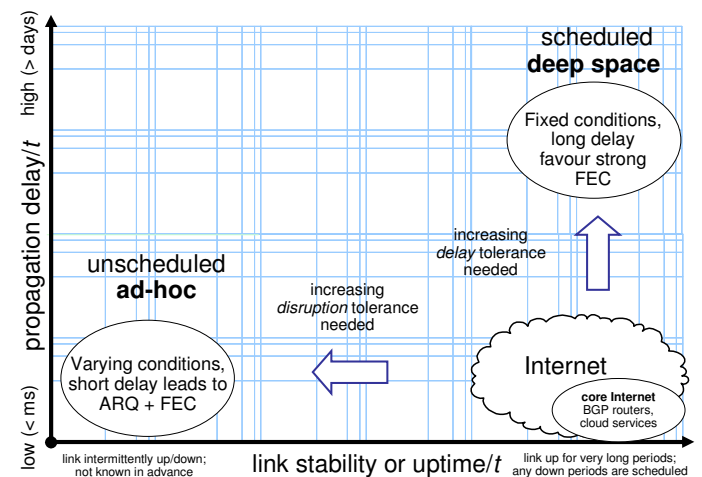 high (> days)
propagation delay/t
low (< ms)
scheduled
deep space
Fixed conditions,
long delay
favour strong
FEC
increasing
delay tolerance
needed
unscheduled
ad-hoc
increasing
disruption tolerance
needed
Varying conditions,
short delay leads to
ARQ + FEC
Internet
core Internet
BGP routers,
cloud services
link intermittently up/down;
not known in advance
link stability or uptime/t
link up for very long periods;
any down periods are scheduled